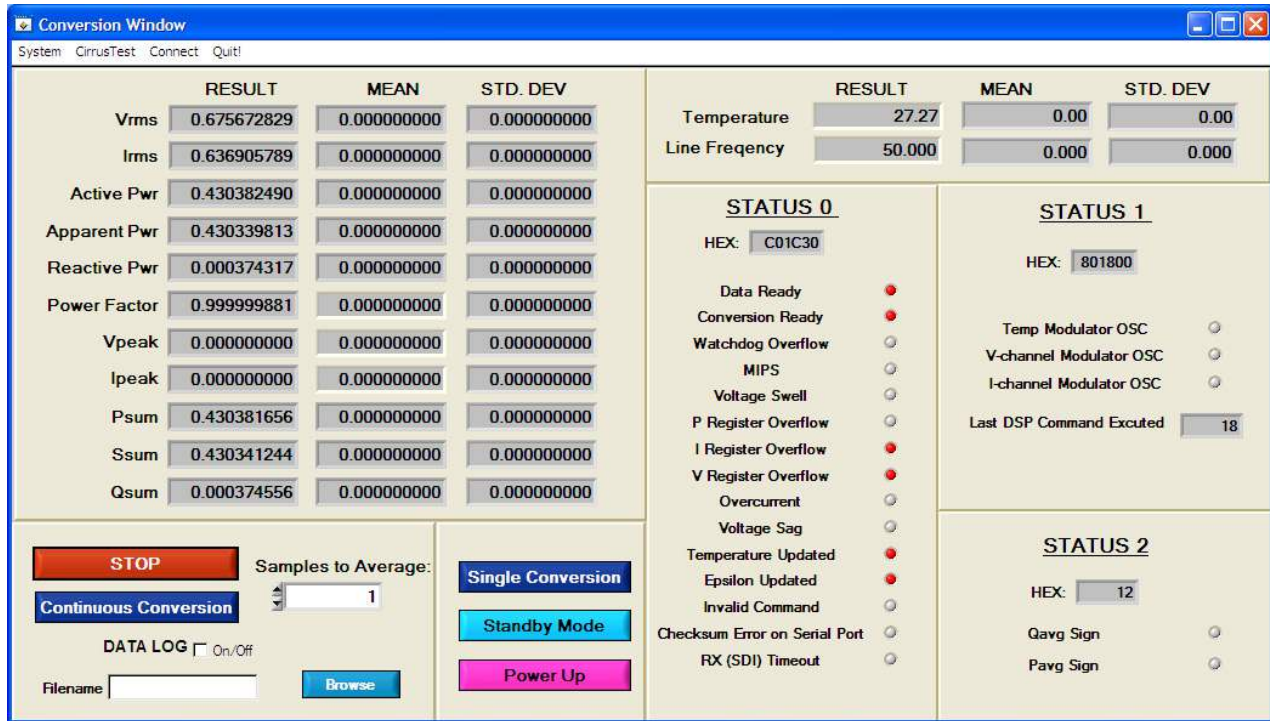 Conversion Window
System CirrusTest Connect Quit!
RESULT MEAN STD. DEV
Vrms 0.675672829 0.000000000 0.000000000
Irms 0.636905789 0.000000000 0.000000000
Active Pwr 0.430382490 0.000000000 0.000000000
Apparent Pwr 0.430339813 0.000000000 0.000000000
Reactive Pwr 0.000374317 0.000000000 0.000000000
Power Factor 0.999999881 0.000000000 0.000000000
Vpeak 0.000000000 0.000000000 0.000000000
Ipeak 0.000000000 0.000000000 0.000000000
Psum 0.430381656 0.000000000 0.000000000
Ssum 0.430341244 0.000000000 0.000000000
Qsum 0.000374556 0.000000000 0.000000000
RESULT MEAN STD. DEV
Temperature 27.27 0.00 0.00
Line Freqency 50.000 0.000 0.000
STATUS 0
HEX: C01C30
Data Ready
Conversion Ready
Watchdog Overflow
MIPS
Voltage Swell
P Register Overflow
I Register Overflow
V Register Overflow
Overcurrent
Voltage Sag
Temperature Updated
Epsilon Updated
Invalid Command
Checksum Error on Serial Port
RX (SDI) Timeout
STATUS 1
HEX: 801800
Temp Modulator OSC
V-channel Modulator OSC
I-channel Modulator OSC
Last DSP Command Excuted 18
STATUS 2
HEX: 12
Qavg Sign
Pavg Sign
STOP
Continuous Conversion
Samples to Average:
1
DATA LOG On/Off
Filename
Browse
Single Conversion
Standby Mode
Power Up